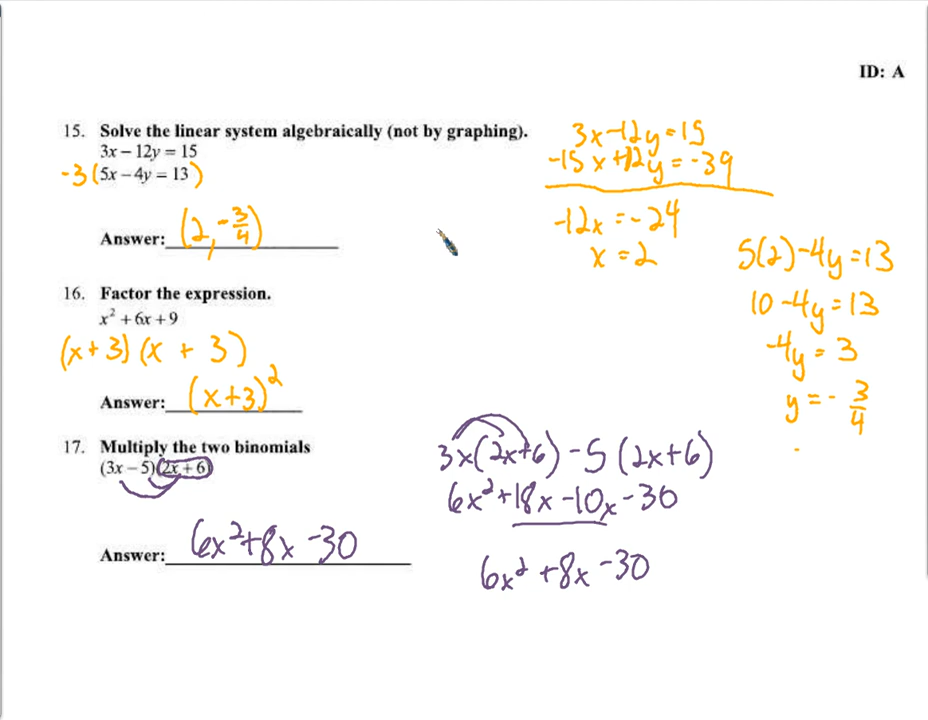 ID: A
15. Solve the linear system algebraically (not by graphing).
3x – 12y = 15
-3 (5x – 4y = 13)
Answer: (2, -3/4)
3x-12y=15
-15x+12y=-39
-12x=-24
x=2
5(2)-4y=13
10-4y=13
-4y=3
y=-3/4
16. Factor the expression.
x² + 6x + 9
(x+3)(x+3)
Answer: (x+3)²
17. Multiply the two binomials
(3x – 5)(2x + 6)
Answer: 6x²+8x-30
3x(2x+6)-5(2x+6)
6x²+18x-10x-30
6x²+8x-30